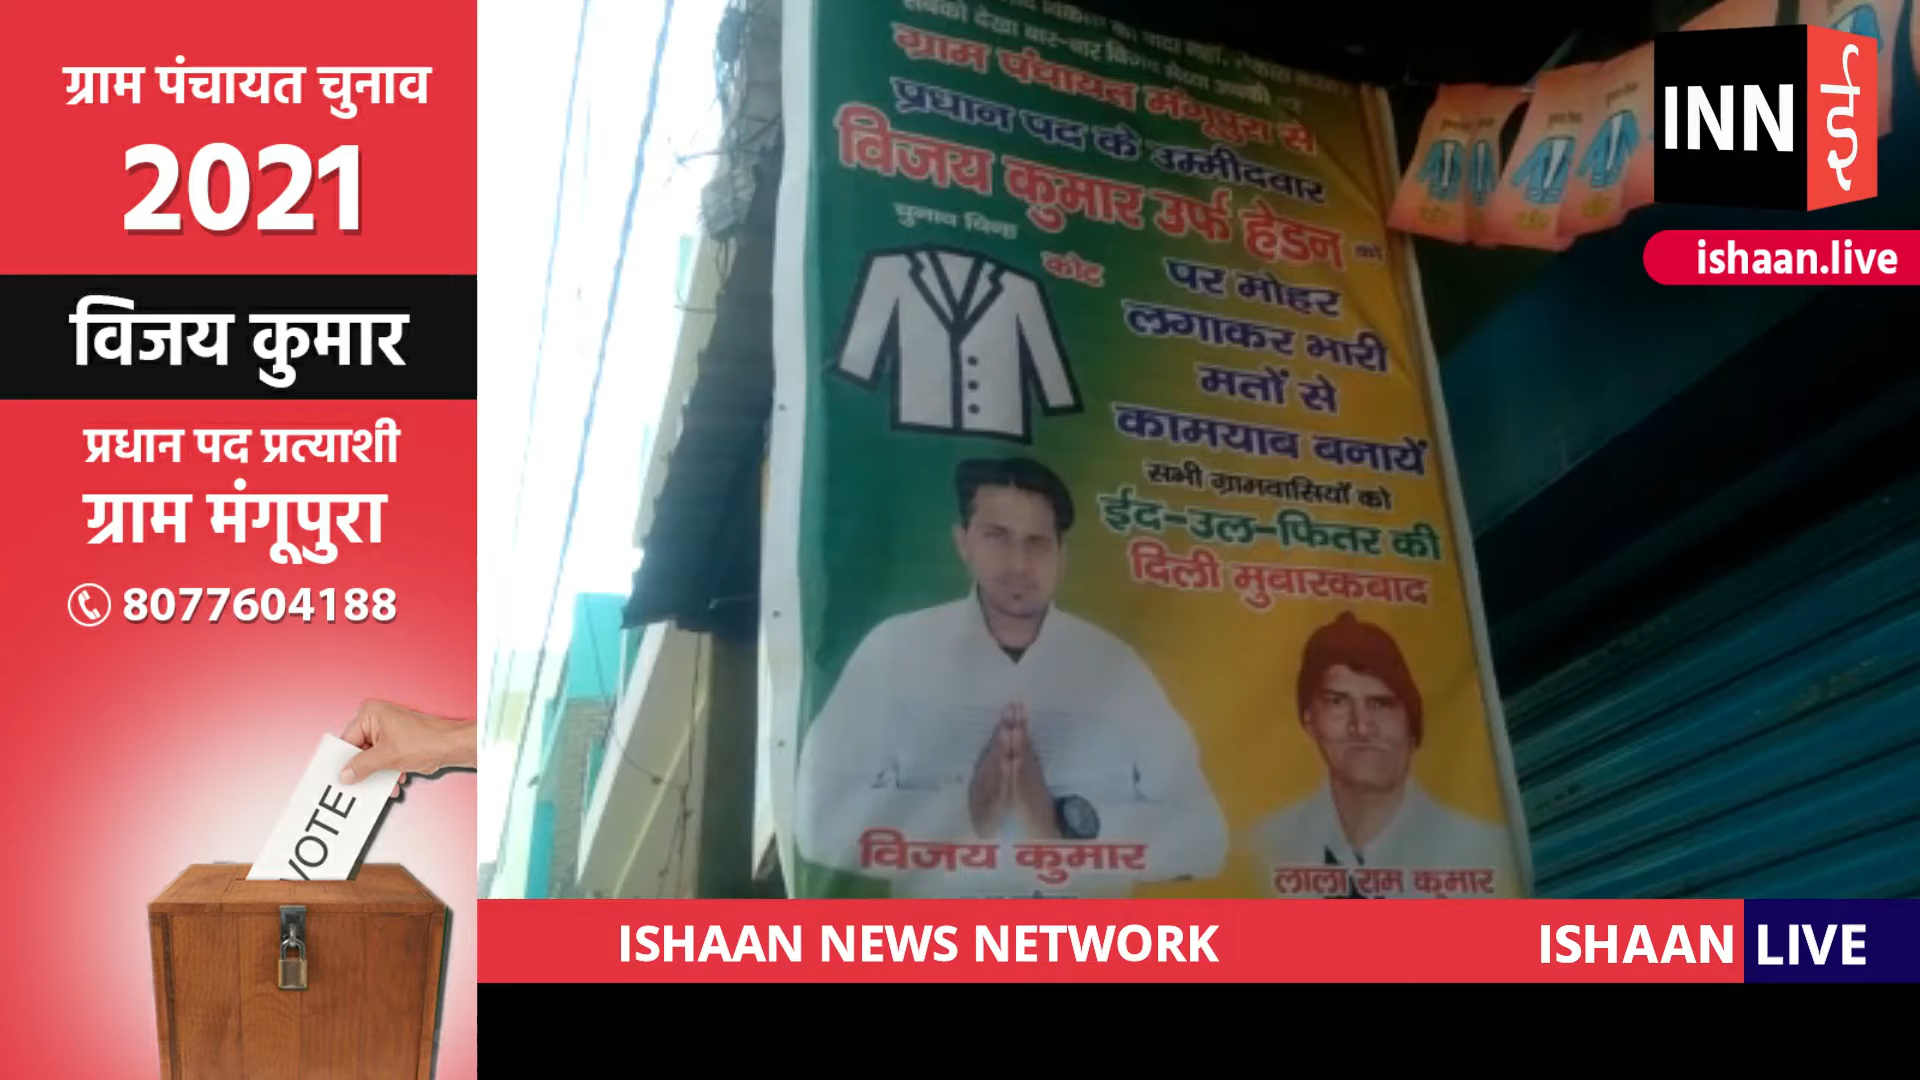 ग्राम पंचायत चुनाव
2021
विजय कुमार
प्रधान पद प्रत्याशी
ग्राम मंगूपुरा
8077604188
VOTE
सबको देखा बार-बार
ग्राम पंचायत मंगूपुरा से
प्रधान पद के उम्मीदवार
विजय कुमार उर्फ हेडन को
चुनाव चिन्ह
कोट
पर मोहर
लगाकर भारी
मतों से
कामयाब बनायें
सभी ग्रामवासियों को
ईद-उल-फितर की
दिली मुबारकबाद
विजय कुमार
लाला राम कुमार
INN ई
ishaan.live
ISHAAN NEWS NETWORK
ISHAAN LIVE